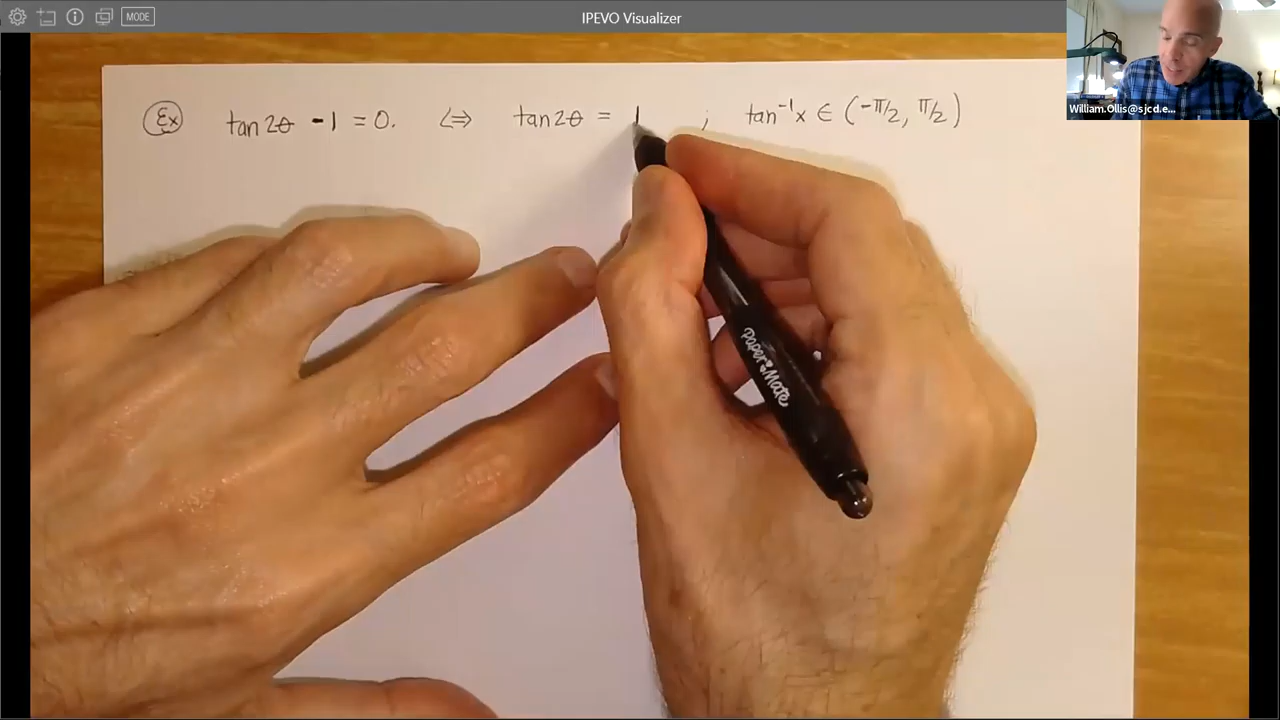 IPEVO Visualizer
MODE
William.Ollis@sjcd.e...
Ex tan2θ -1 = 0. ⇔ tan2θ = 1 ; tan⁻¹x ∈ (-π/2, π/2)
Paper Mate